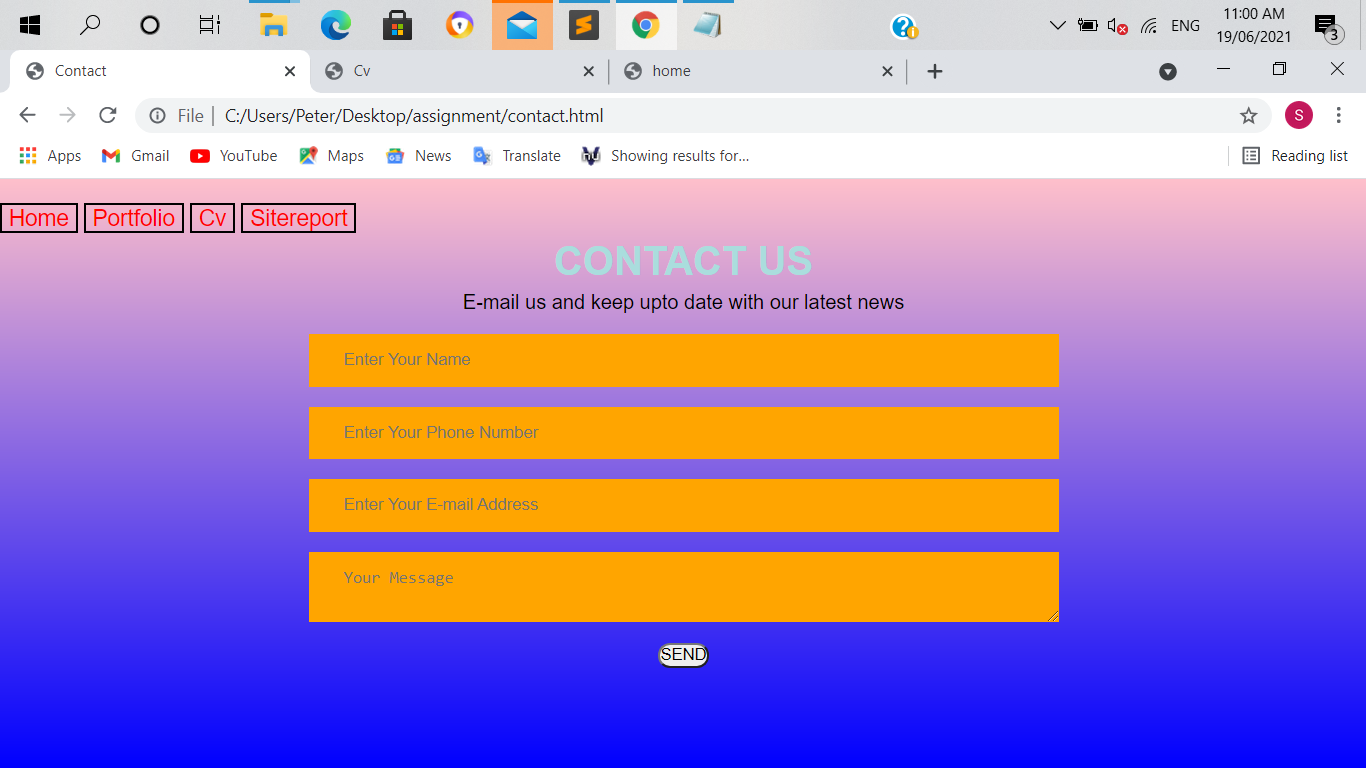 ENG
11:00 AM
19/06/2021
3
Contact
Cv
home
File
C:/Users/Peter/Desktop/assignment/contact.html
S
Apps
Gmail
YouTube
Maps
News
Translate
Showing results for...
Reading list
Home
Portfolio
Cv
Sitereport
CONTACT US
E-mail us and keep upto date with our latest news
Enter Your Name
Enter Your Phone Number
Enter Your E-mail Address
Your Message
SEND